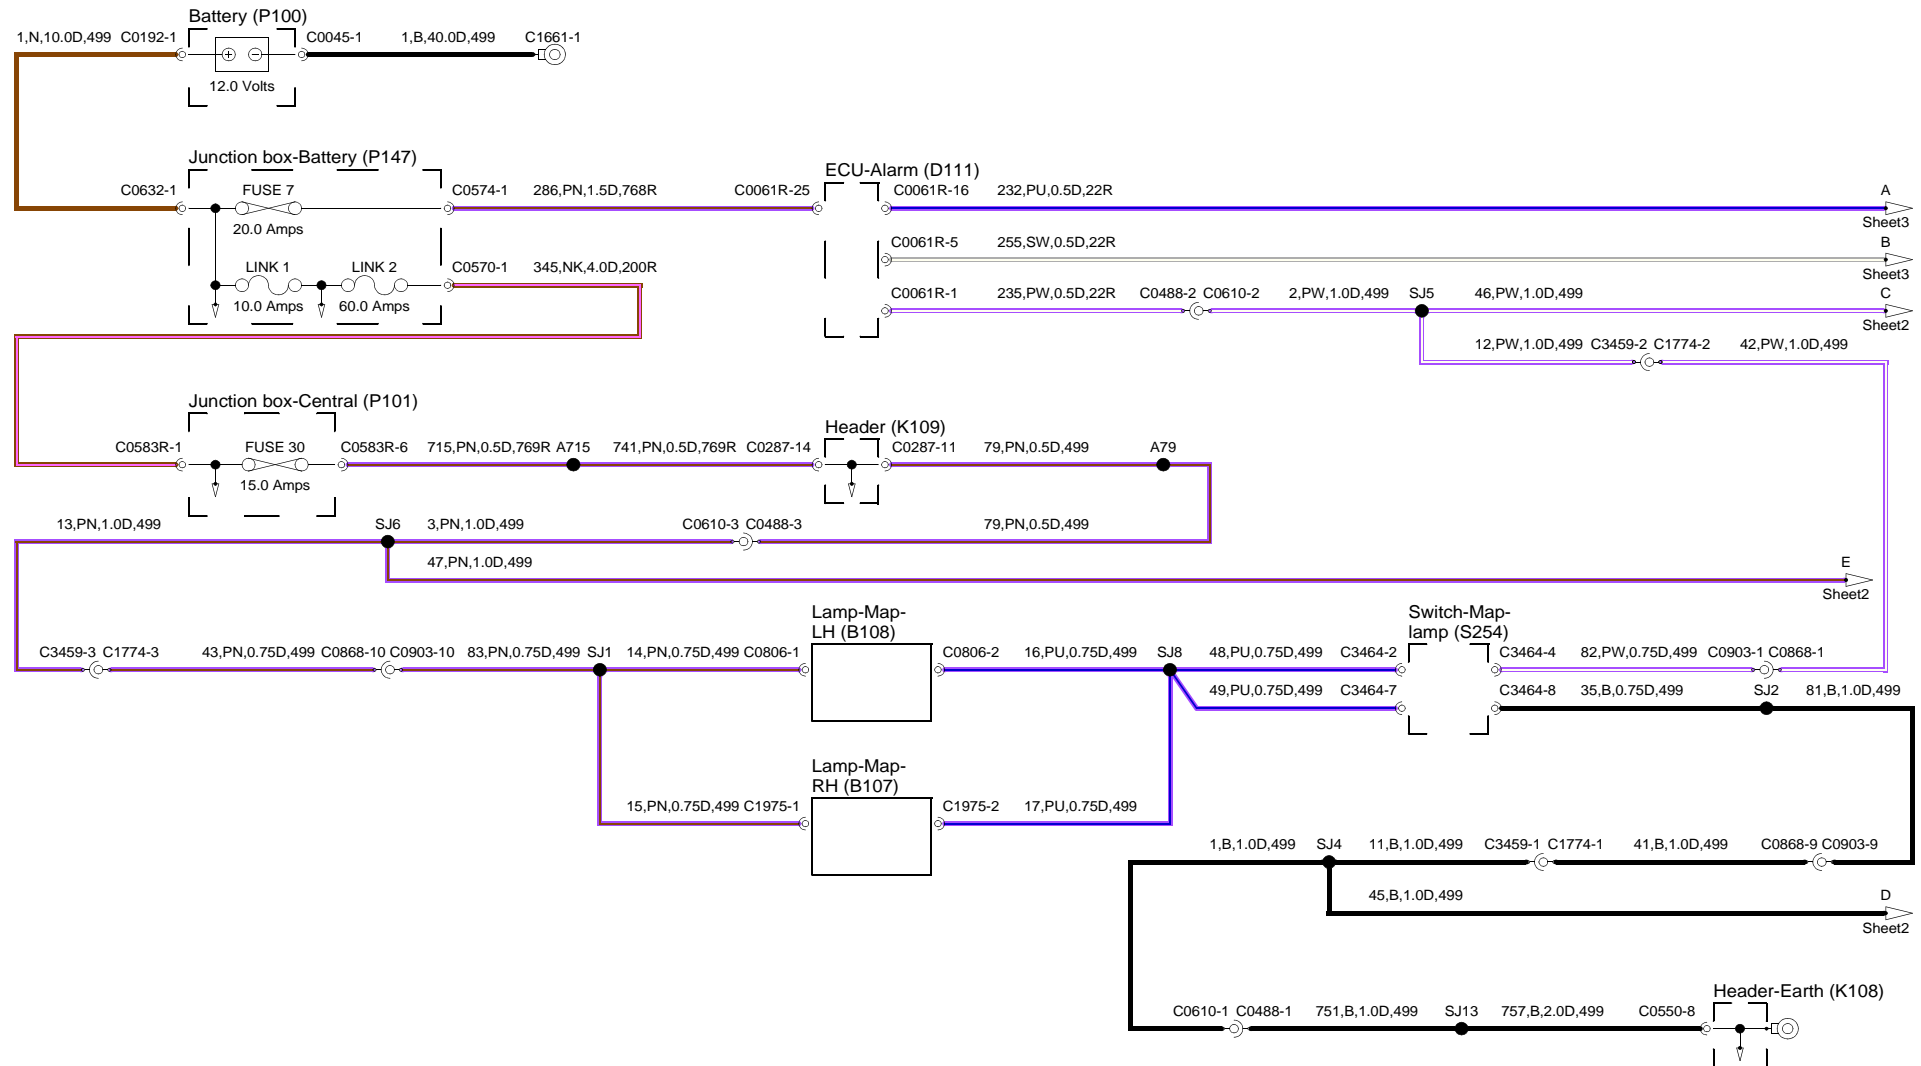 Battery (P100)
1,N,10.0D,499 C0192-1 C0045-1 1,B,40.0D,499 C1661-1
12.0 Volts
Junction box-Battery (P147)
ECU-Alarm (D111)
C0632-1 FUSE 7 C0574-1 286,PN,1.5D,768R C0061R-25 C0061R-16 232,PU,0.5D,22R A
20.0 Amps Sheet3
C0061R-5 255,SW,0.5D,22R B
LINK 1 LINK 2 C0570-1 345,NK,4.0D,200R Sheet3
10.0 Amps 60.0 Amps C0061R-1 235,PW,0.5D,22R C0488-2 C0610-2 2,PW,1.0D,499 SJ5 46,PW,1.0D,499 C
Sheet2
12,PW,1.0D,499 C3459-2 C1774-2 42,PW,1.0D,499
Junction box-Central (P101)
Header (K109)
C0583R-1 FUSE 30 C0583R-6 715,PN,0.5D,769R A715 741,PN,0.5D,769R C0287-14 C0287-11 79,PN,0.5D,499 A79
15.0 Amps
13,PN,1.0D,499 SJ6 3,PN,1.0D,499 C0610-3 C0488-3 79,PN,0.5D,499
47,PN,1.0D,499 E
Sheet2
Lamp-Map- Switch-Map-
LH (B108) lamp (S254)
C3459-3 C1774-3 43,PN,0.75D,499 C0868-10 C0903-10 83,PN,0.75D,499 SJ1 14,PN,0.75D,499 C0806-1 C0806-2 16,PU,0.75D,499 SJ8 48,PU,0.75D,499 C3464-2 C3464-4 82,PW,0.75D,499 C0903-1 C0868-1
49,PU,0.75D,499 C3464-7 C3464-8 35,B,0.75D,499 SJ2 81,B,1.0D,499
Lamp-Map-
RH (B107)
15,PN,0.75D,499 C1975-1 C1975-2 17,PU,0.75D,499
1,B,1.0D,499 SJ4 11,B,1.0D,499 C3459-1 C1774-1 41,B,1.0D,499 C0868-9 C0903-9
45,B,1.0D,499 D
Sheet2
Header-Earth (K108)
C0610-1 C0488-1 751,B,1.0D,499 SJ13 757,B,2.0D,499 C0550-8